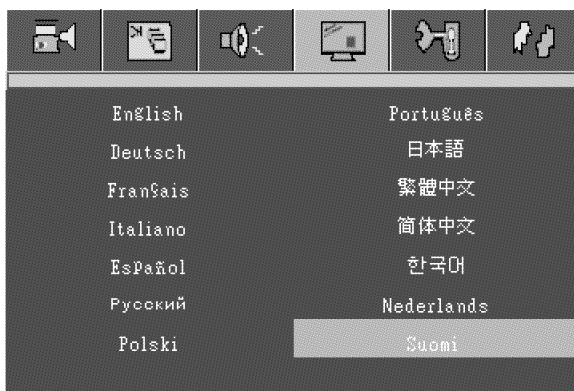 English
Deutsch
Français
Italiano
Español
Русский
Polski
Português
日本語
繁體中文
简体中文
한국어
Nederlands
Suomi